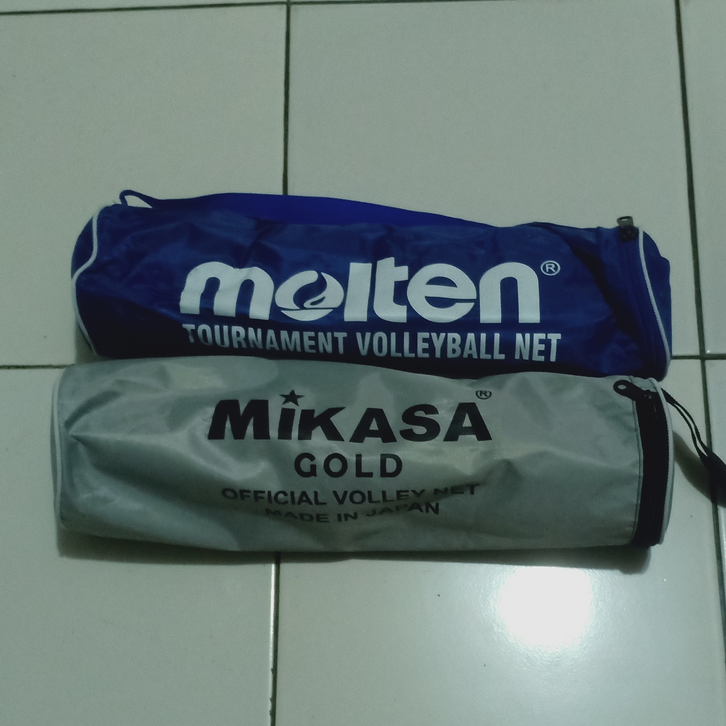 molten®
TOURNAMENT VOLLEYBALL NET
MiKASA®
GOLD
OFFICIAL VOLLEY NET
MADE IN JAPAN